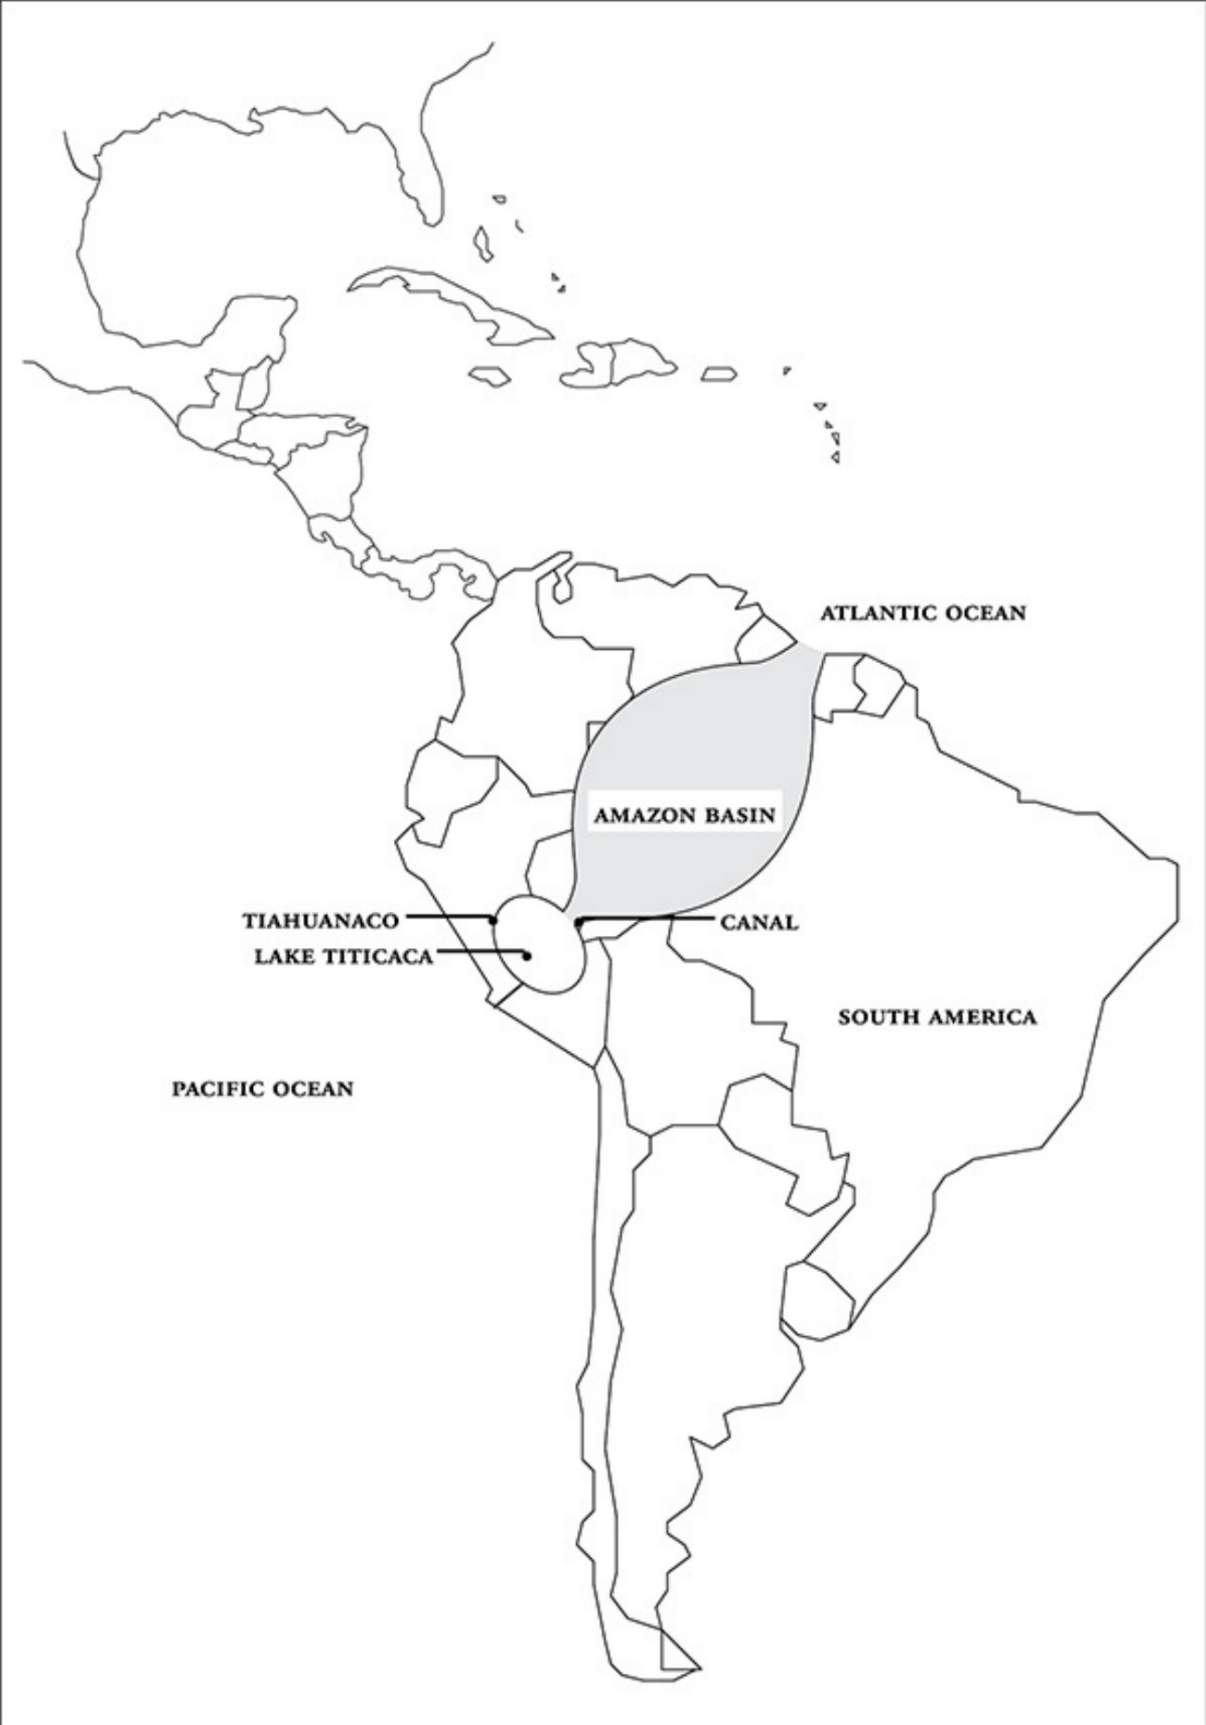 ATLANTIC OCEAN
AMAZON BASIN
TIAHUANACO
CANAL
LAKE TITICACA
SOUTH AMERICA
PACIFIC OCEAN